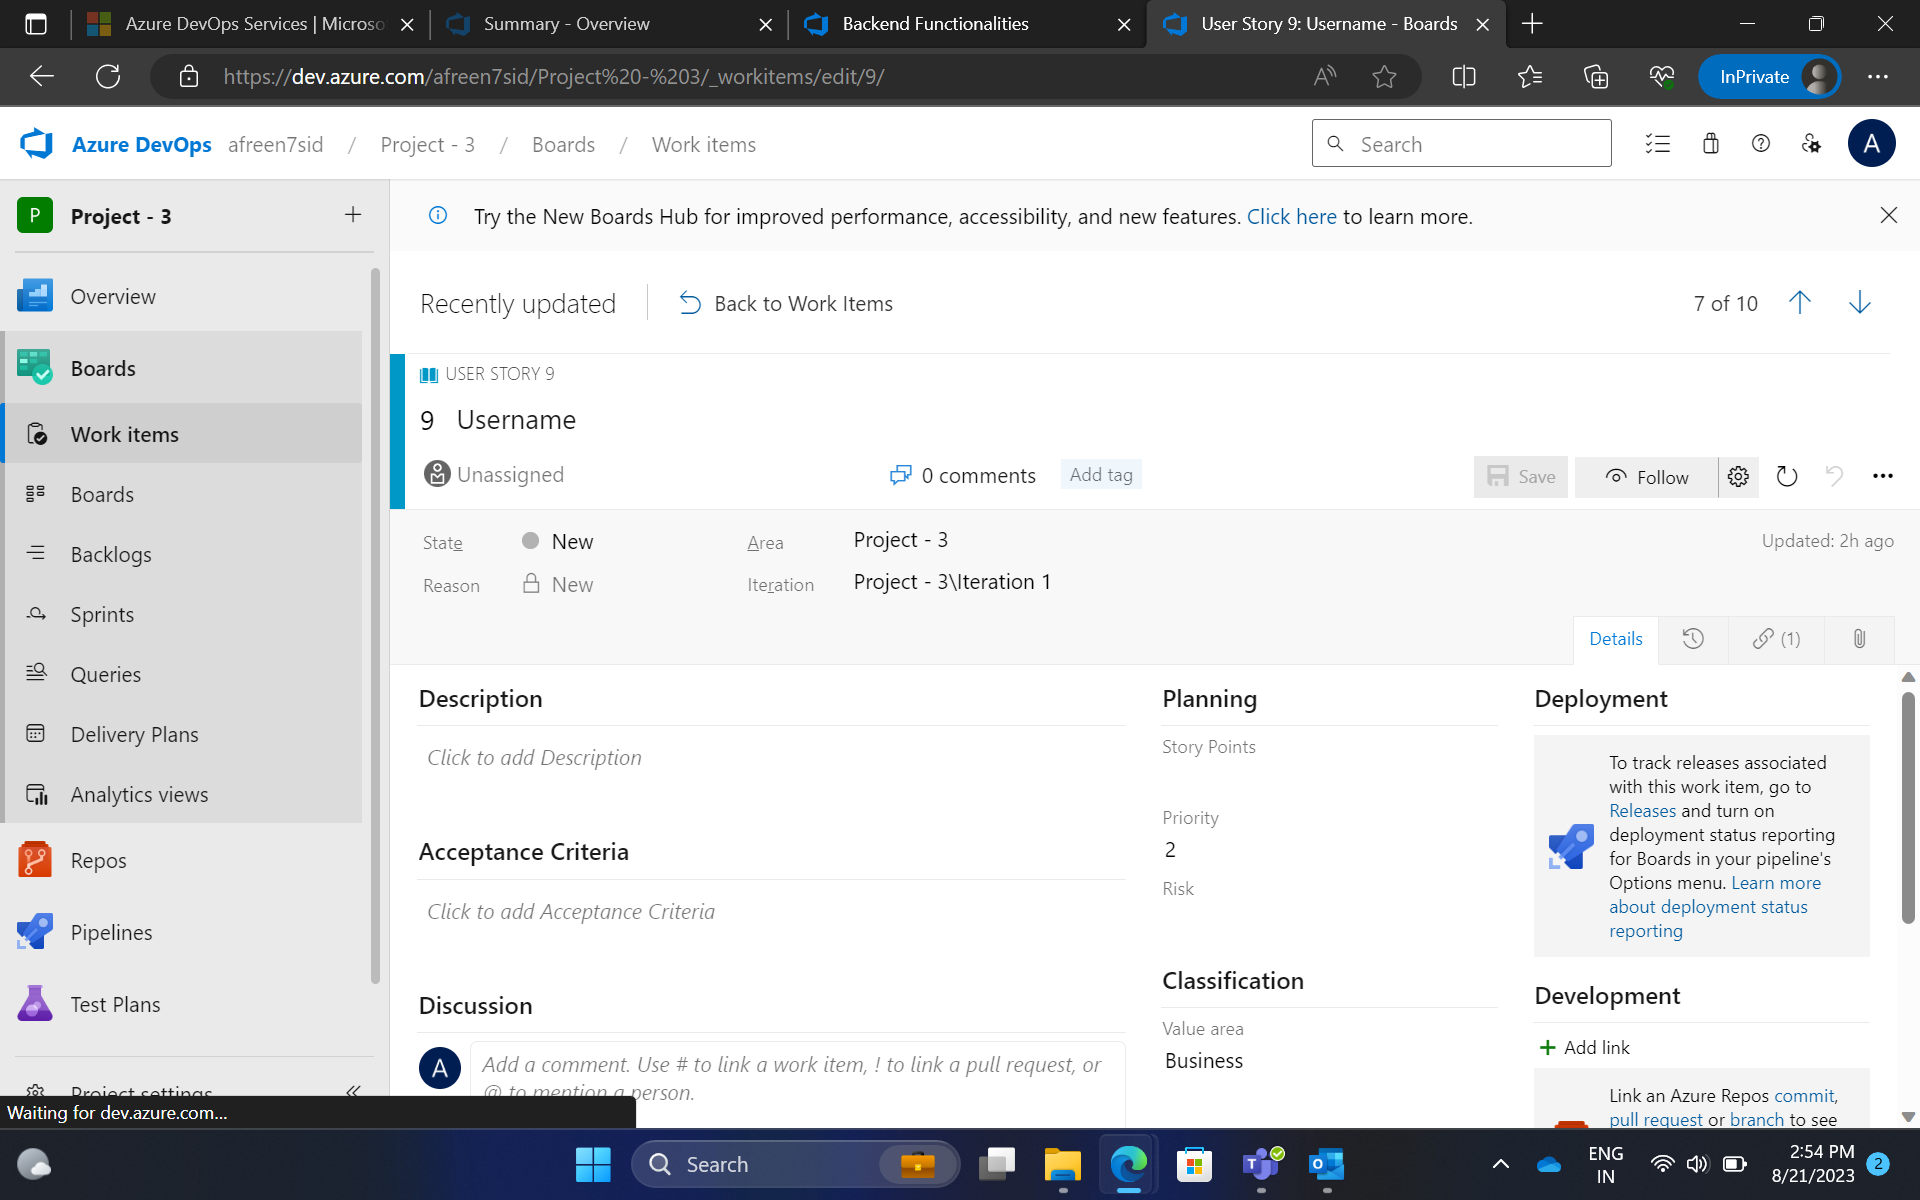 Azure DevOps Services | Microso
Summary - Overview
Backend Functionalities
User Story 9: Username - Boards
https://dev.azure.com/afreen7sid/Project%20-%203/_workitems/edit/9/
InPrivate
Azure DevOps
afreen7sid / Project - 3 / Boards / Work items
Search
A
P
Project - 3
Try the New Boards Hub for improved performance, accessibility, and new features. Click here to learn more.
Overview
Boards
Work items
Boards
Backlogs
Sprints
Queries
Delivery Plans
Analytics views
Repos
Pipelines
Test Plans
Project settings
Waiting for dev.azure.com...
Recently updated
Back to Work Items
7 of 10
USER STORY 9
9 Username
Unassigned
0 comments
Add tag
Save
Follow
State
New
Area
Project - 3
Updated: 2h ago
Reason
New
Iteration
Project - 3\Iteration 1
Details
(1)
Description
Click to add Description
Acceptance Criteria
Click to add Acceptance Criteria
Discussion
A
Add a comment. Use # to link a work item, ! to link a pull request, or
@ to mention a person.
Planning
Story Points
Priority
2
Risk
Classification
Value area
Business
Deployment
To track releases associated
with this work item, go to
Releases and turn on
deployment status reporting
for Boards in your pipeline's
Options menu. Learn more
about deployment status
reporting
Development
Add link
Link an Azure Repos commit,
pull request or branch to see
Search
ENG
IN
2:54 PM
8/21/2023
2